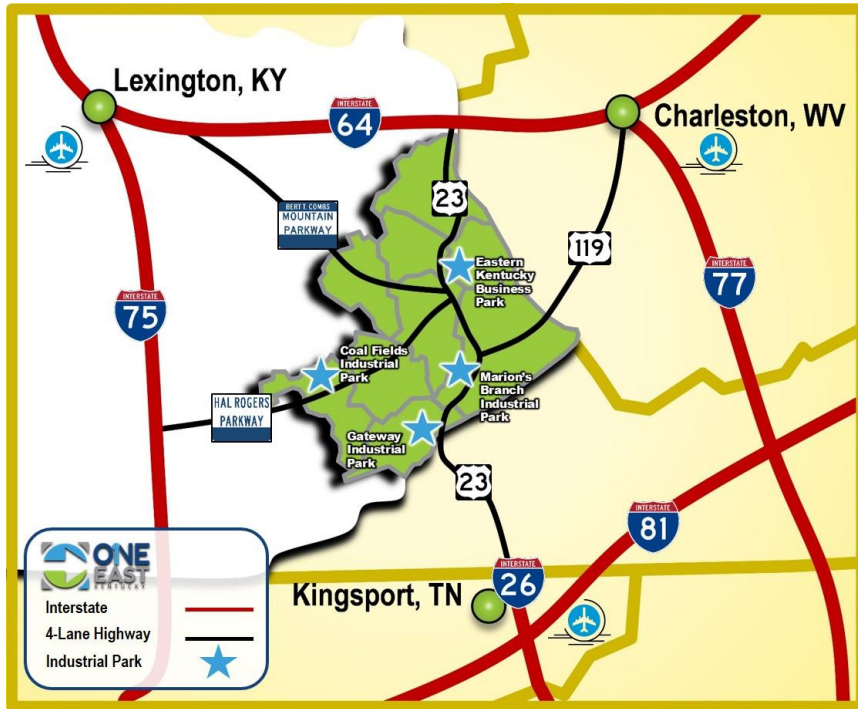 Lexington, KY
INTERSTATE
64
Charleston, WV
23
BERT T. COMBS
MOUNTAIN
PARKWAY
119
INTERSTATE
77
Eastern
Kentucky
Business
Park
INTERSTATE
75
Coal Fields
Industrial
Park
Marion's
Branch
Industrial
Park
HAL ROGERS
PARKWAY
Gateway
Industrial
Park
23
INTERSTATE
81
INTERSTATE
26
Kingsport, TN
ONE
EAST
KENTUCKY
Interstate
4-Lane Highway
Industrial Park